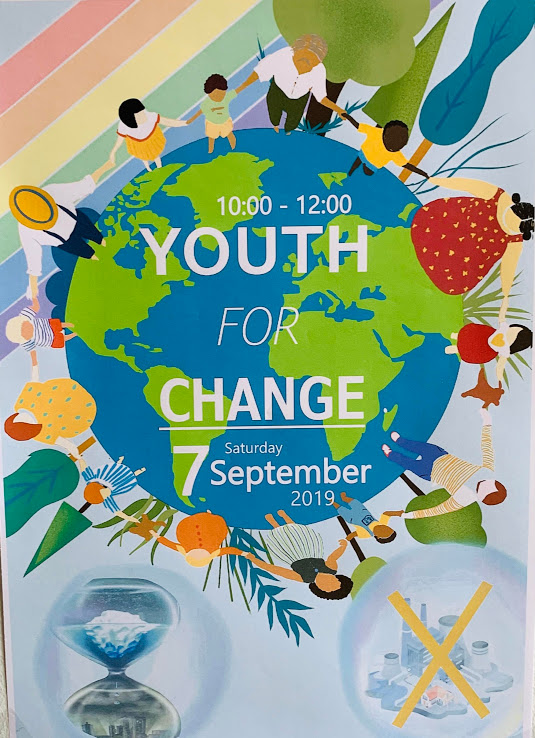 10:00 - 12:00
YOUTH
FOR
CHANGE
Saturday
7 September
2019